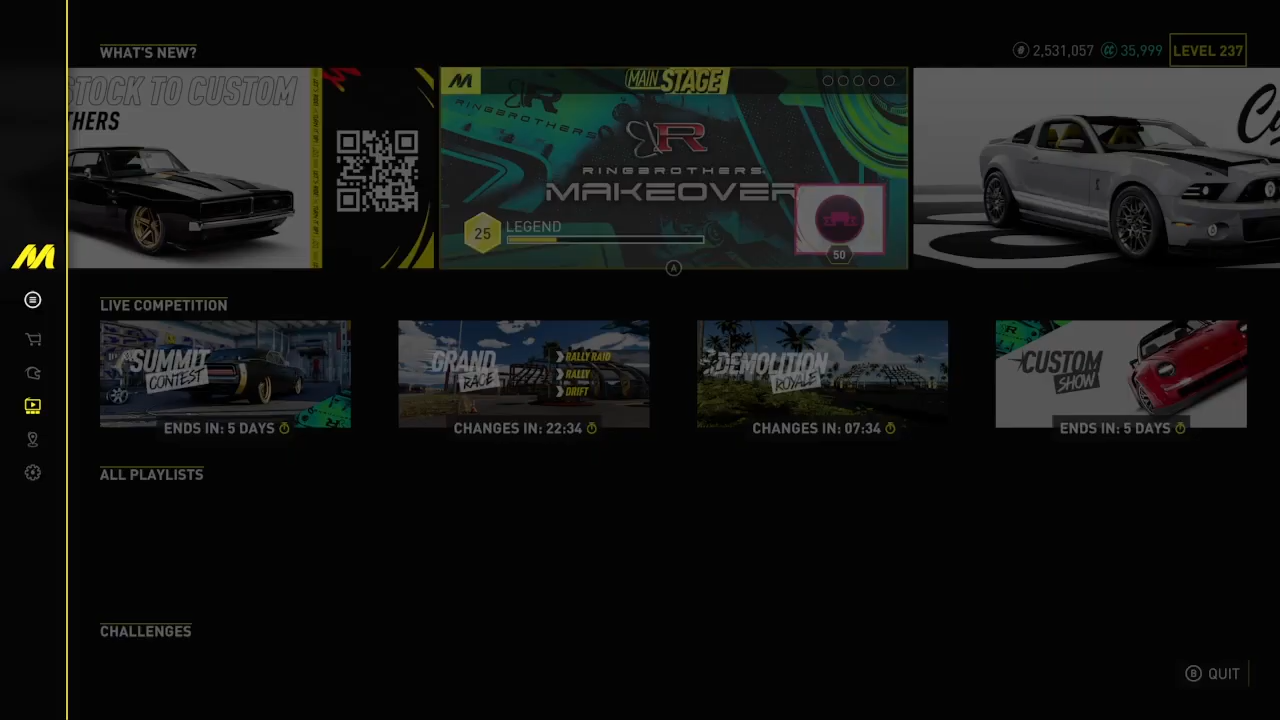 WHAT'S NEW?
2,531,057
CC 35,999
LEVEL 237
STOCK TO CUSTOM
THERS
MAIN STAGE
RINGBROTHERS
R
RINGBROTHERS
MAKEOVER
25
LEGEND
50
A
LIVE COMPETITION
SUMMIT
CONTEST
ENDS IN: 5 DAYS
GRAND
RACE
RALLY RAID
RALLY
DRIFT
CHANGES IN: 22:34
DEMOLITION
ROYALE
CHANGES IN: 07:34
CUSTOM
SHOW
ENDS IN: 5 DAYS
ALL PLAYLISTS
CHALLENGES
B QUIT